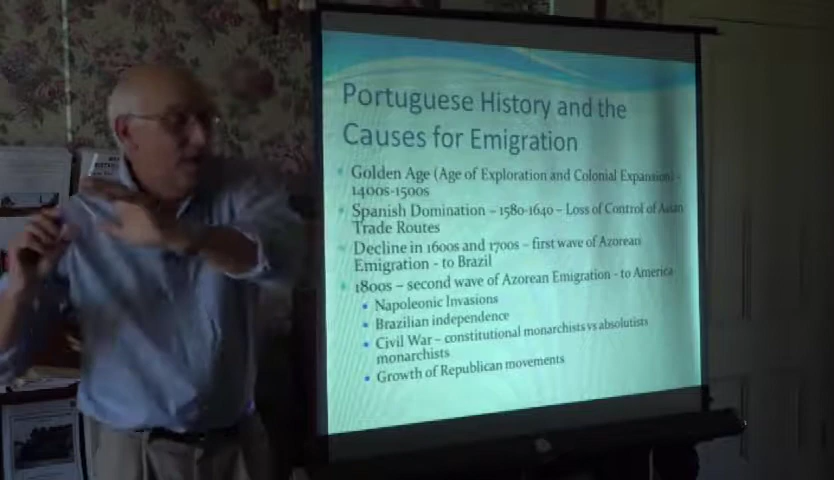 Portuguese History and the
Causes for Emigration
Golden Age (Age of Exploration and Colonial Expansion) -
1400s-1500s
Spanish Domination – 1580-1640 – Loss of Control of Asian
Trade Routes
Decline in 1600s and 1700s – first wave of Azorean
Emigration - to Brazil
1800s – second wave of Azorean Emigration - to America
Napoleonic Invasions
Brazilian independence
Civil War – constitutional monarchists vs absolutists
monarchists
Growth of Republican movements